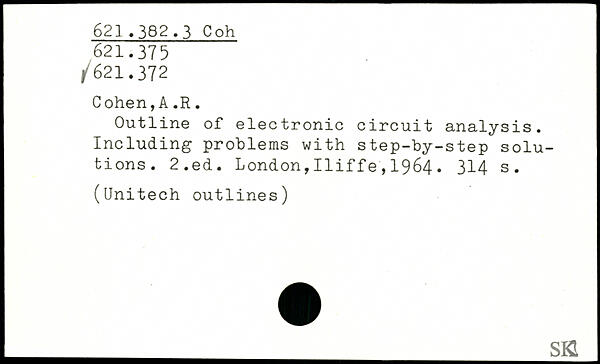 621.382.3 Coh
621.375
√621.372
Cohen,A.R.
Outline of electronic circuit analysis.
Including problems with step-by-step solu-
tions. 2.ed. London,Iliffe,1964. 314 s.
(Unitech outlines)
SK